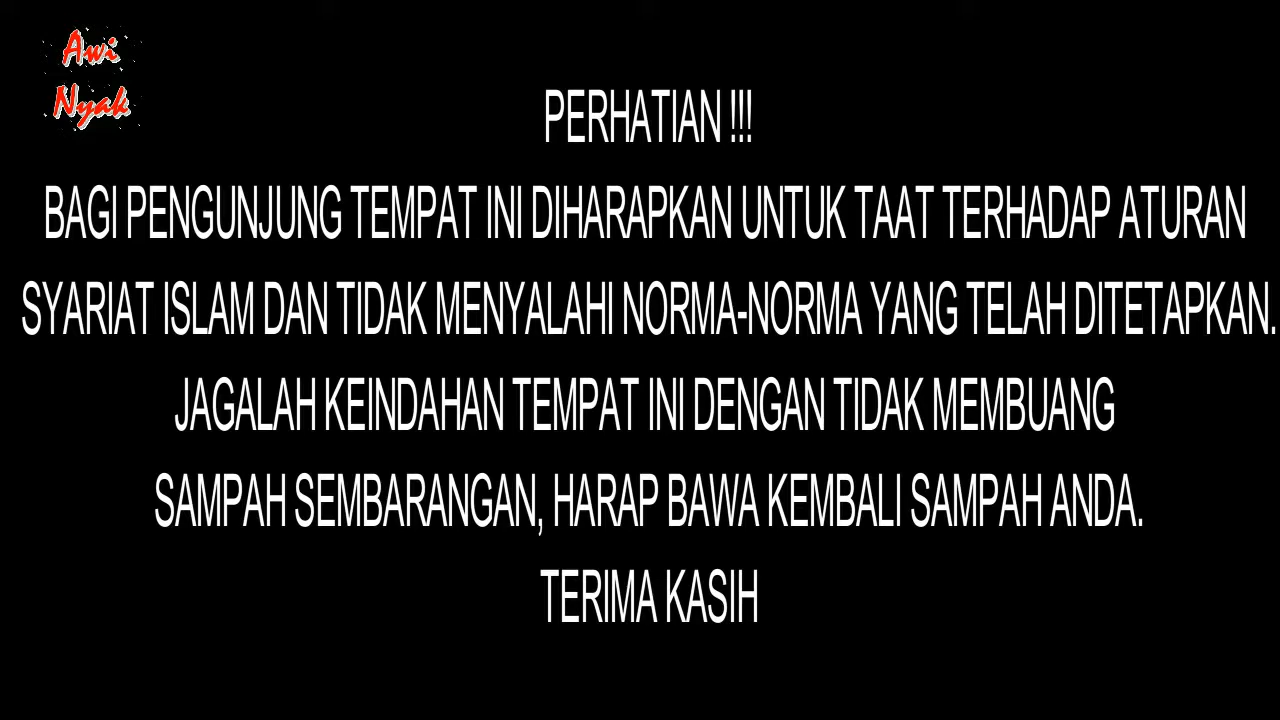 Awi
Nyak
PERHATIAN !!!
BAGI PENGUNJUNG TEMPAT INI DIHARAPKAN UNTUK TAAT TERHADAP ATURAN
SYARIAT ISLAM DAN TIDAK MENYALAHI NORMA-NORMA YANG TELAH DITETAPKAN.
JAGALAH KEINDAHAN TEMPAT INI DENGAN TIDAK MEMBUANG
SAMPAH SEMBARANGAN, HARAP BAWA KEMBALI SAMPAH ANDA.
TERIMA KASIH